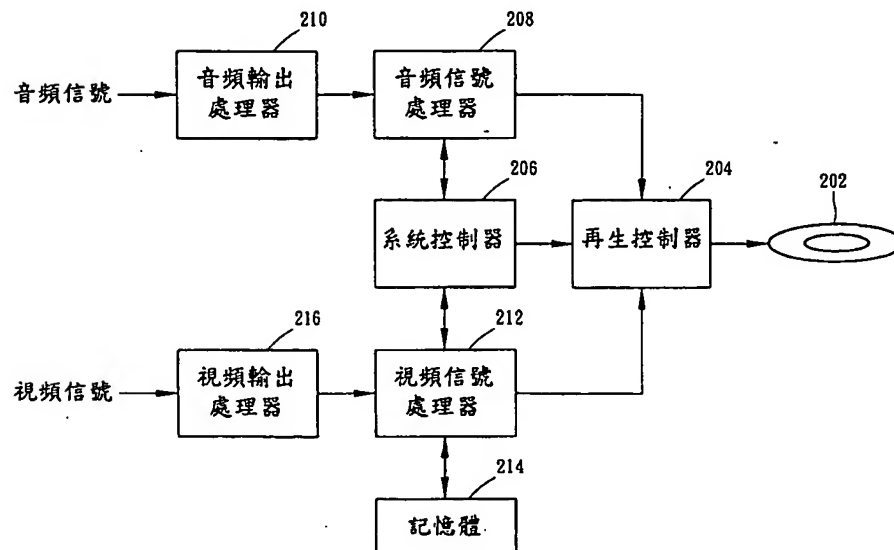 210
208
音頻信號
音頻輸出
處理器
音頻信號
處理器
206
204
202
系統控制器
再生控制器
216
212
視頻信號
視頻輸出
處理器
視頻信號
處理器
214
記憶體